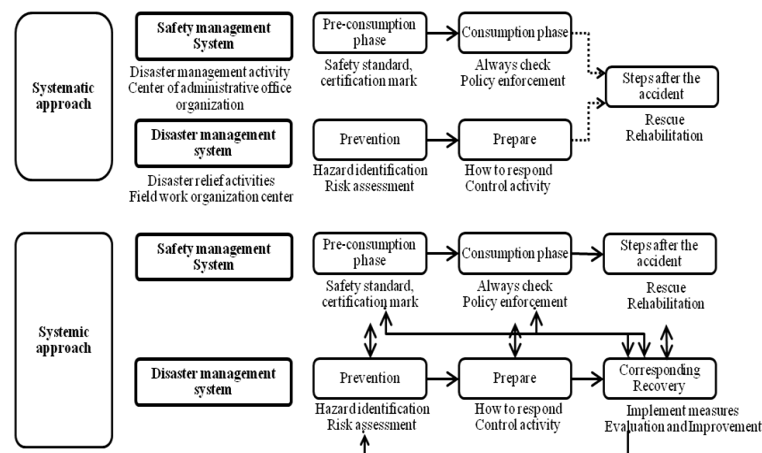 Systematic
approach
Safety management
System
Disaster management activity
Center of administrative office
organization
Disaster management
system
Disaster relief activities
Field work organization center
Pre-consumption
phase
Safety standard,
certification mark
Consumption phase
Always check
Policy enforcement
Prevention
Hazard identification
Risk assessment
Prepare
How to respond
Control activity
Steps after the
accident
Rescue
Rehabilitation
Systemic
approach
Safety management
System
Pre-consumption
phase
Safety standard,
certification mark
Consumption phase
Always check
Policy enforcement
Steps after the
accident
Rescue
Rehabilitation
Disaster management
system
Prevention
Hazard identification
Risk assessment
Prepare
How to respond
Control activity
Corresponding
Recovery
Implement measures
Evaluation and Improvement